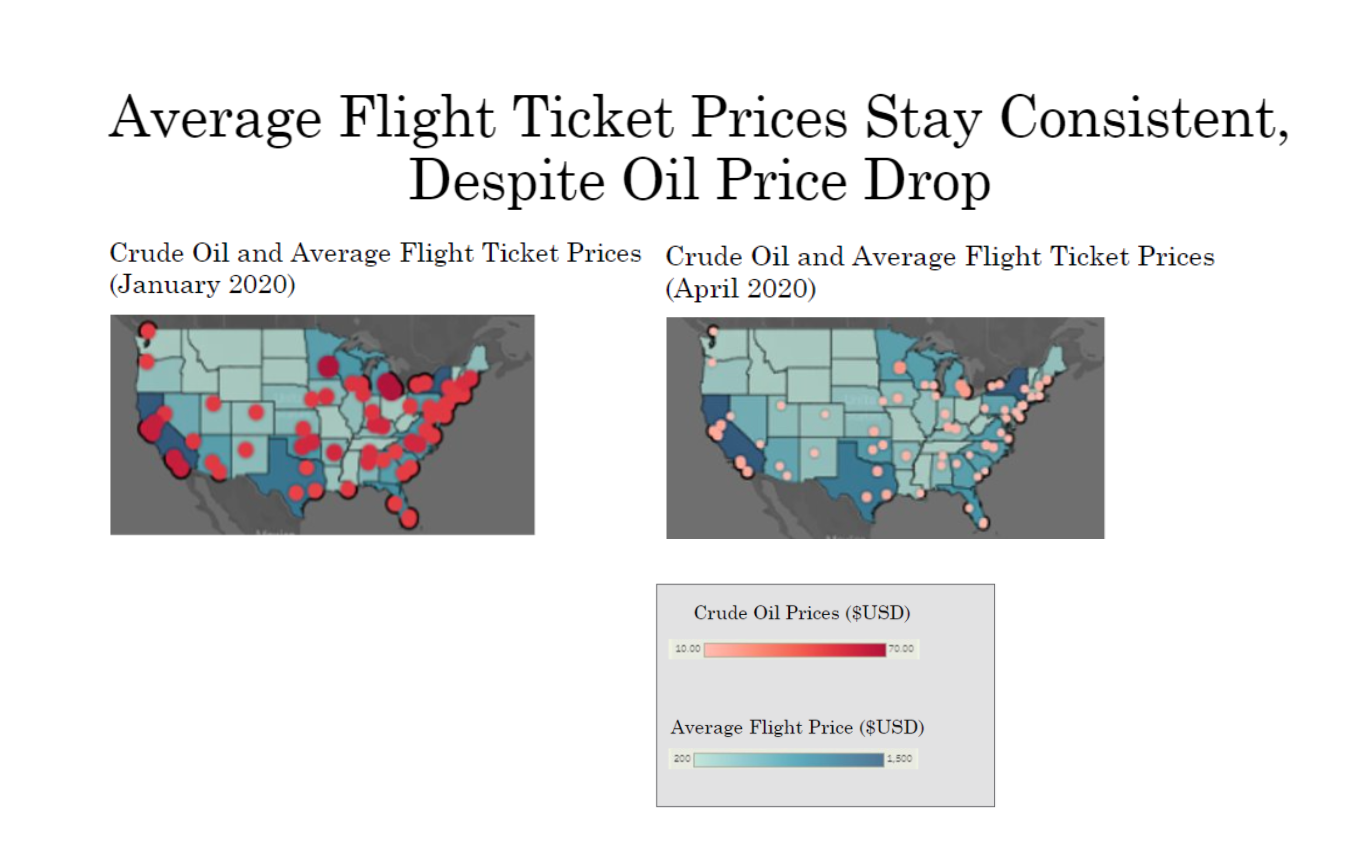 Average Flight Ticket Prices Stay Consistent,
Despite Oil Price Drop
Crude Oil and Average Flight Ticket Prices
(January 2020)
Crude Oil and Average Flight Ticket Prices
(April 2020)
Crude Oil Prices ($USD)
10.00
70.00
Average Flight Price ($USD)
200
1,500